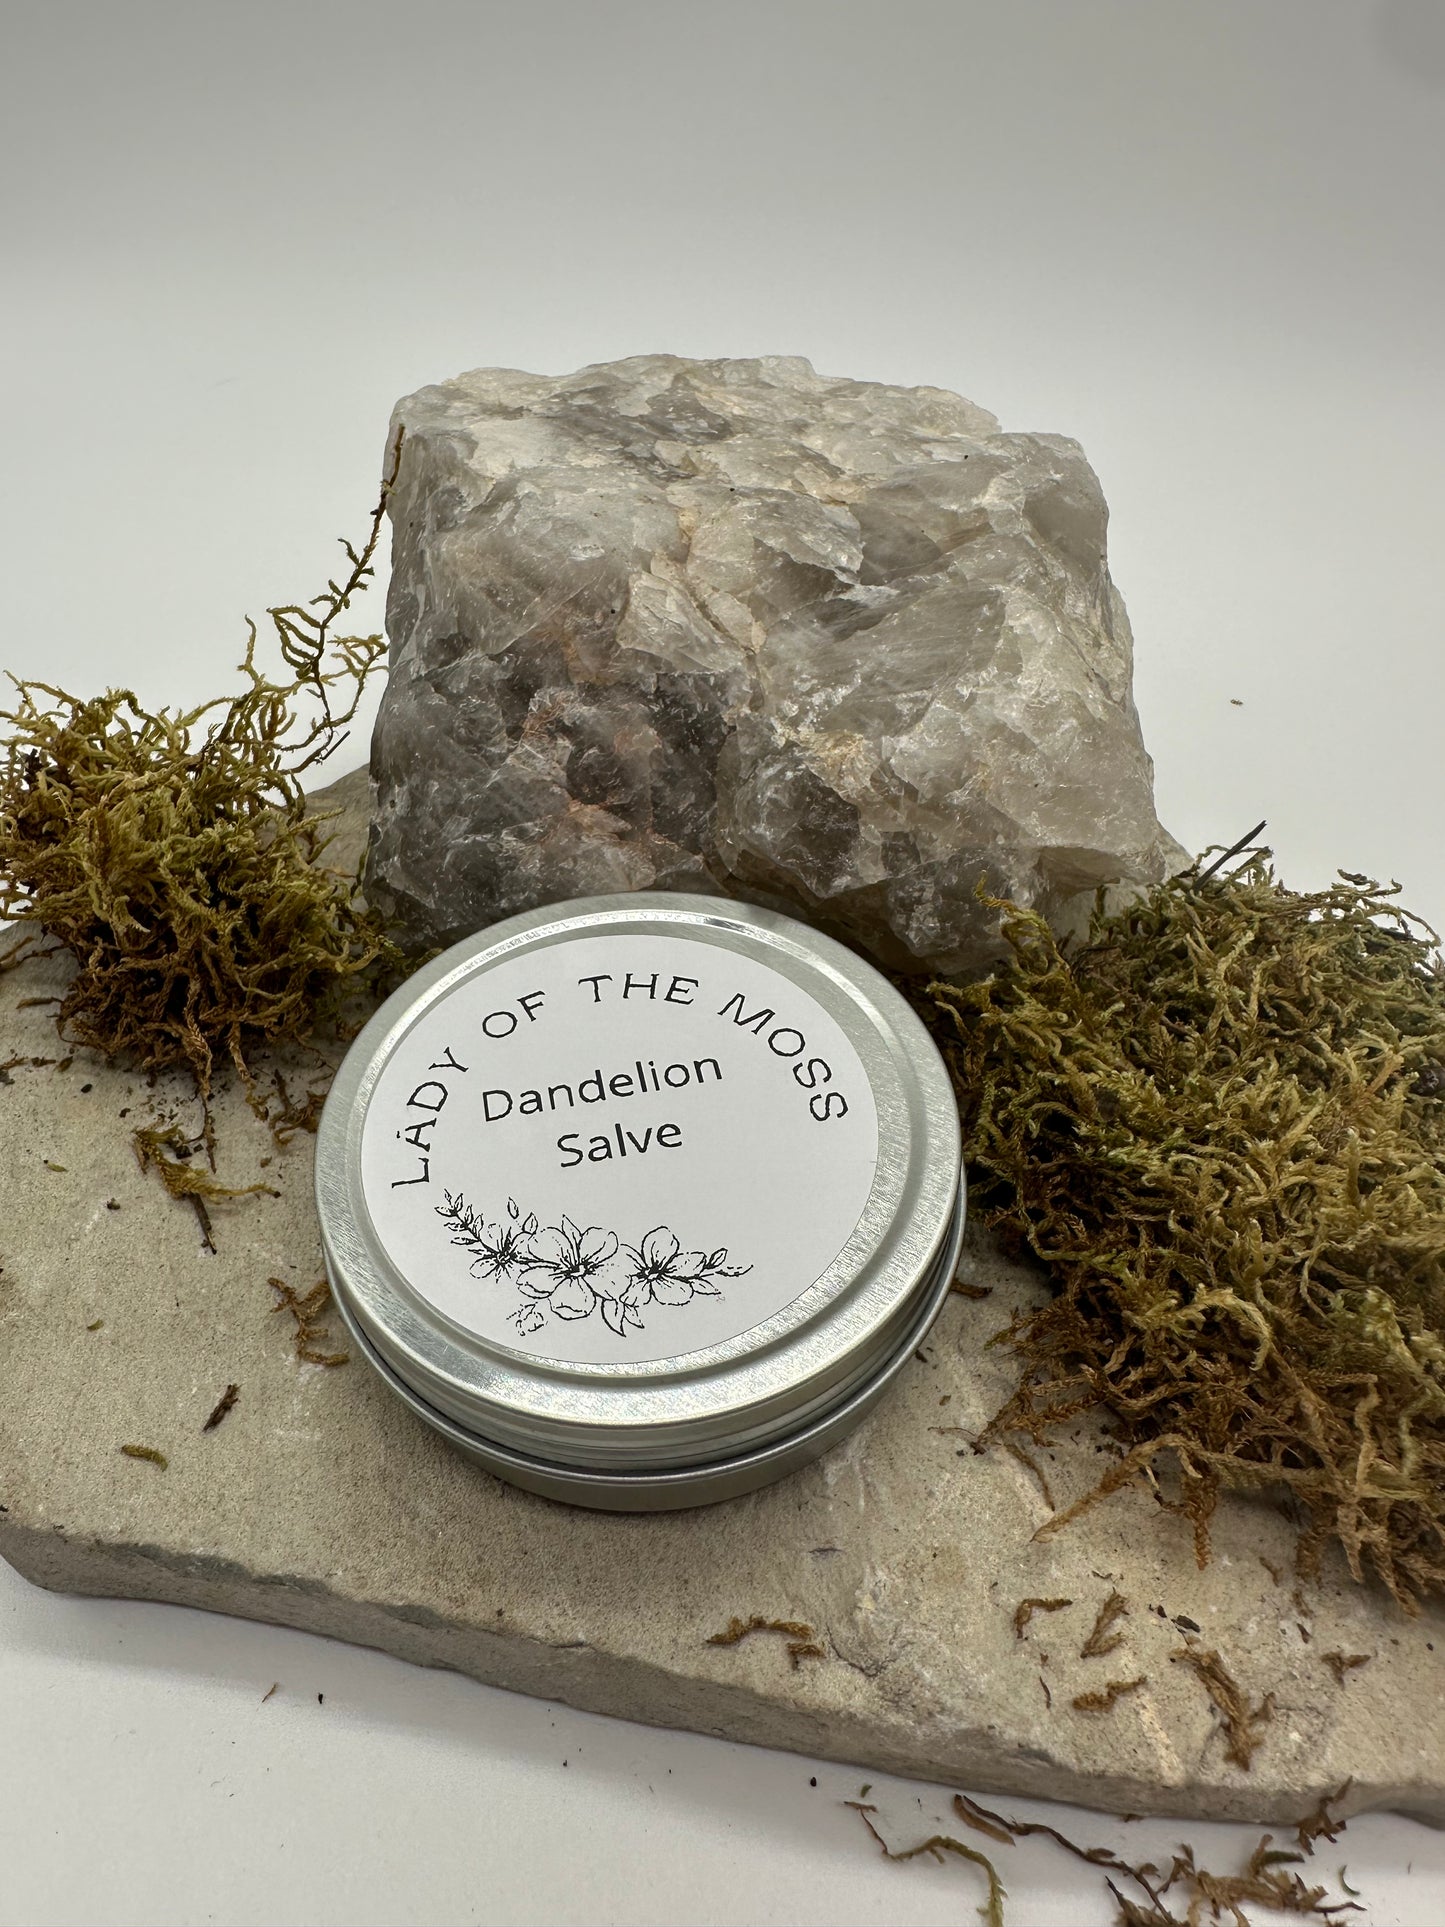 LADY OF THE MOSS
Dandelion
Salve